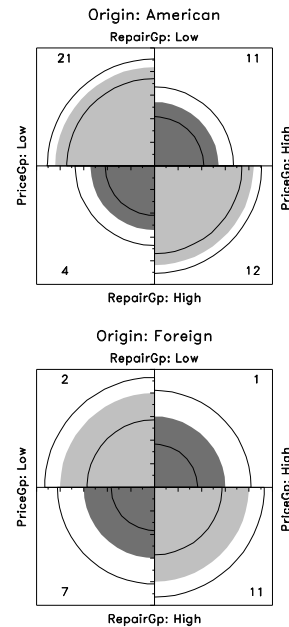 Origin: American
RepairGp: Low
21 11
PriceGp: Low
PriceGp: High
4 12
RepairGp: High
Origin: Foreign
RepairGp: Low
2 1
PriceGp: Low
PriceGp: High
7 11
RepairGp: High